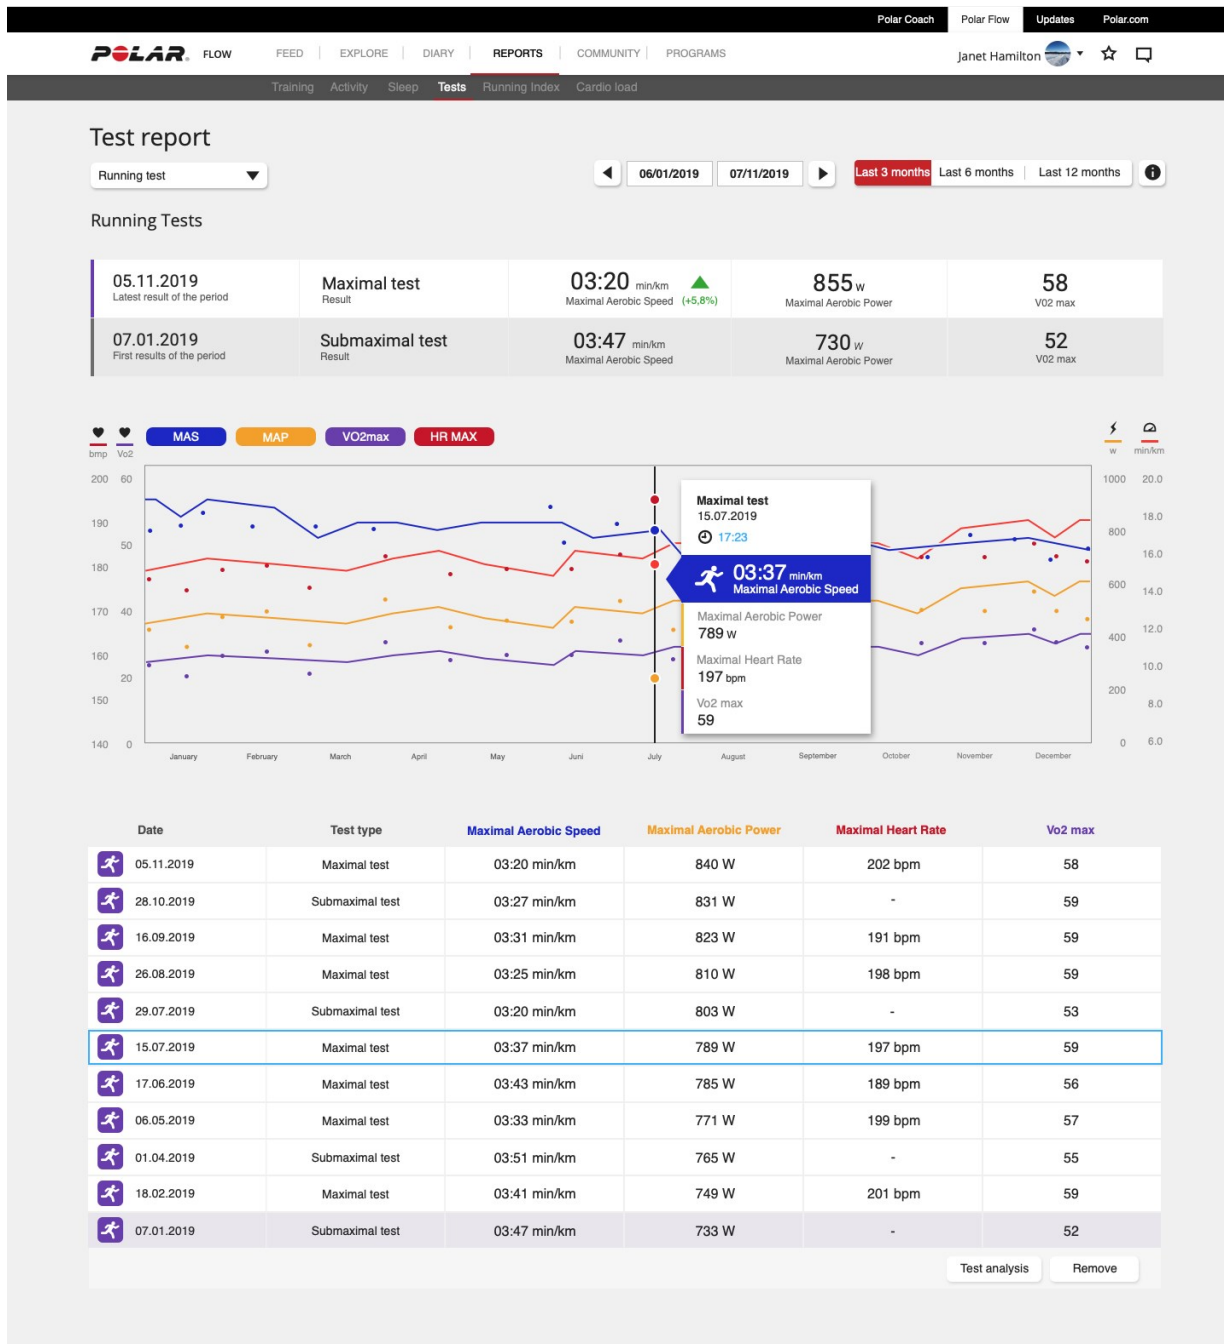 Polar Coach Polar Flow Updates Polar.com
POLAR. FLOW FEED EXPLORE DIARY REPORTS COMMUNITY PROGRAMS Janet Hamilton
Training Activity Sleep Tests Running Index Cardio load
Test report
Running test 06/01/2019 07/11/2019 Last 3 months Last 6 months Last 12 months
Running Tests
05.11.2019 Maximal test 03:20 min/km 855 w 58
Latest result of the period Result Maximal Aerobic Speed (+5,8%) Maximal Aerobic Power V02 max
07.01.2019 Submaximal test 03:47 min/km 730 w 52
First results of the period Result Maximal Aerobic Speed Maximal Aerobic Power V02 max
MAS MAP VO2max HR MAX
bmp Vo2 w min/km
200 60 1000 20.0
190 18.0
50 800
180 16.0
600
170 40 14.0
400 12.0
160 10.0
20 200
150 8.0
140 0 0 6.0
Maximal test
15.07.2019
17:23
03:37 min/km
Maximal Aerobic Speed
Maximal Aerobic Power
789 w
Maximal Heart Rate
197 bpm
Vo2 max
59
January February March April May Juni July August September October November December
Date Test type Maximal Aerobic Speed Maximal Aerobic Power Maximal Heart Rate Vo2 max
05.11.2019 Maximal test 03:20 min/km 840 W 202 bpm 58
28.10.2019 Submaximal test 03:27 min/km 831 W - 59
16.09.2019 Maximal test 03:31 min/km 823 W 191 bpm 59
26.08.2019 Maximal test 03:25 min/km 810 W 198 bpm 59
29.07.2019 Submaximal test 03:20 min/km 803 W - 53
15.07.2019 Maximal test 03:37 min/km 789 W 197 bpm 59
17.06.2019 Maximal test 03:43 min/km 785 W 189 bpm 56
06.05.2019 Maximal test 03:33 min/km 771 W 199 bpm 57
01.04.2019 Submaximal test 03:51 min/km 765 W - 55
18.02.2019 Maximal test 03:41 min/km 749 W 201 bpm 59
07.01.2019 Submaximal test 03:47 min/km 733 W - 52
Test analysis Remove